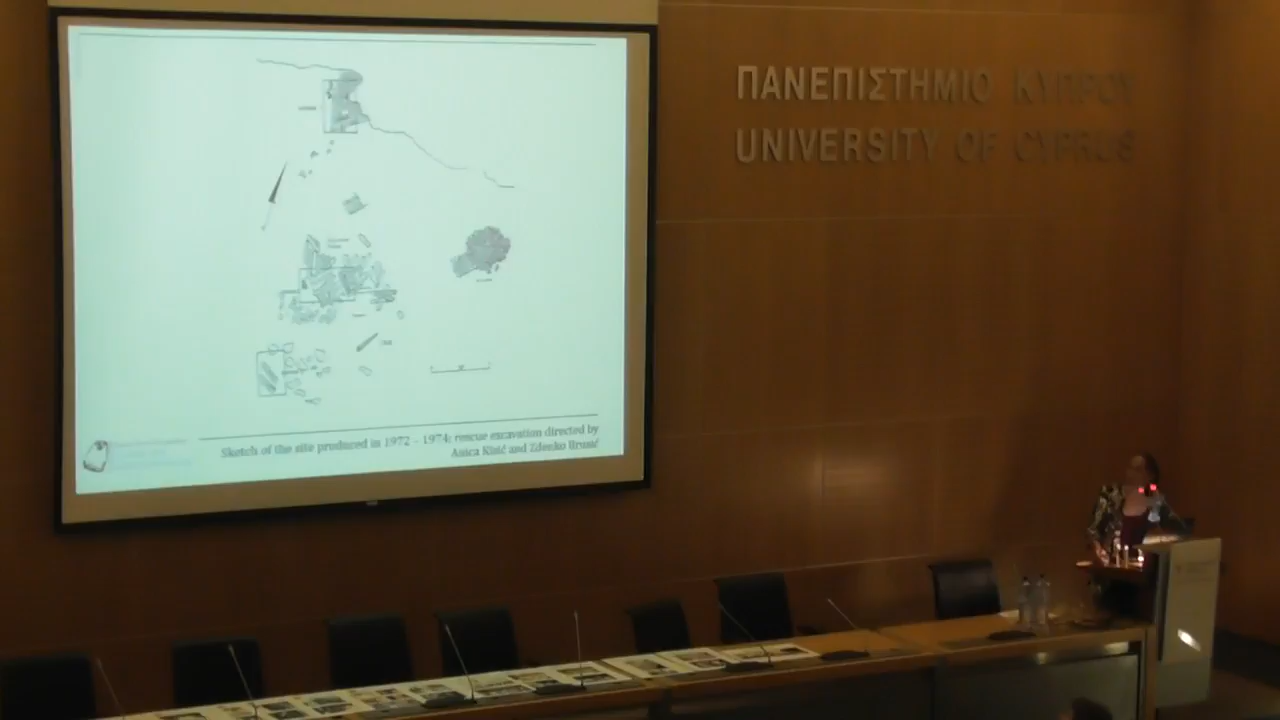 ΠΑΝΕΠΙΣΤΗΜΙΟ ΚΥΠΡΟΥ
UNIVERSITY OF CYPRUS
Sketch of the site produced in 1972 – 1974; rescue excavation directed by
Anica Kisić and Zdenko Brusić